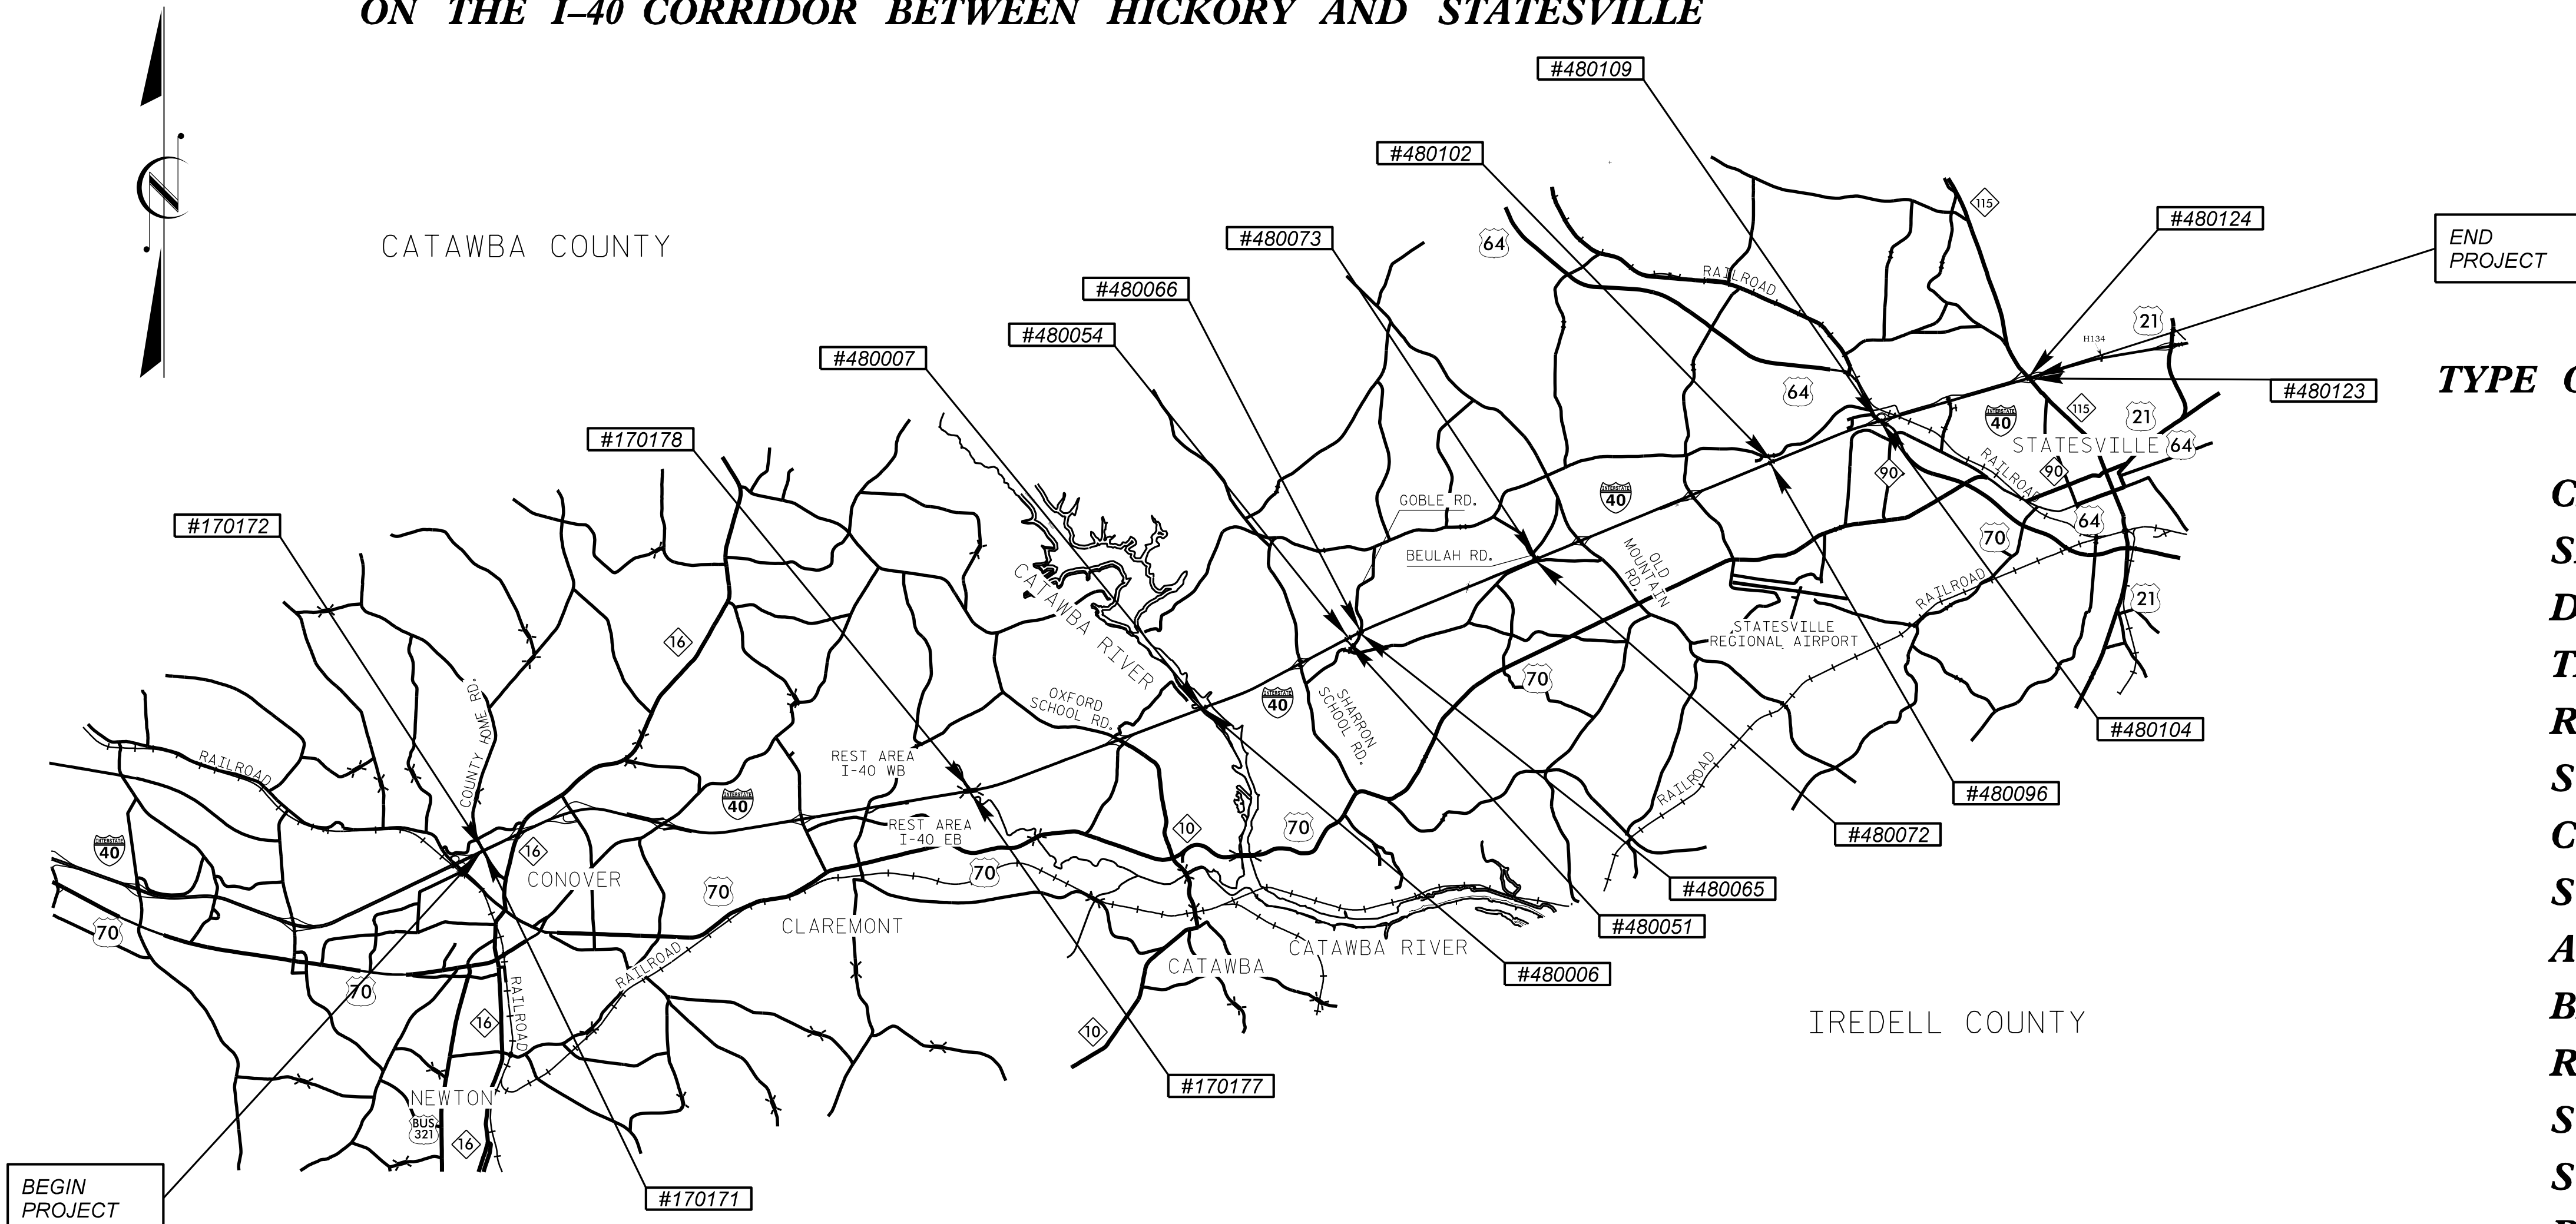 ON THE I-40 CORRIDOR BETWEEN HICKORY AND STATESVILLE
N
CATAWBA COUNTY
#480109
#480102
#480073
#480066
#480054
#480007
#170178
#170172
#480124
END
PROJECT
#480123
TYPE
115
64
RAILROAD
21
H134
64
INTERSTATE
40
115
21
STATESVILLE
64
90
RAILROAD
90
INTERSTATE
40
GOBLE RD.
BEULAH RD.
OLD
MOUNTAIN
RD.
64
70
RAILROAD
21
STATESVILLE
REGIONAL AIRPORT
CATAWBA RIVER
16
OXFORD
SCHOOL RD.
INTERSTATE
40
SHARRON
SCHOOL RD.
70
COUNTY HOME RD.
RAILROAD
REST AREA
I-40 WB
RAILROAD
#480104
#480096
#480072
INTERSTATE
40
INTERSTATE
40
REST AREA
I-40 EB
10
70
16
CONOVER
70
70
#480065
#480051
70
CLAREMONT
CATAWBA RIVER
CATAWBA
#480006
70
RAILROAD
RAILROAD
16
10
IREDELL COUNTY
#170177
NEWTON
BUS
321
16
#170171
BEGIN
PROJECT
C
S
D
T
R
S
C
S
A
B
R
S
S